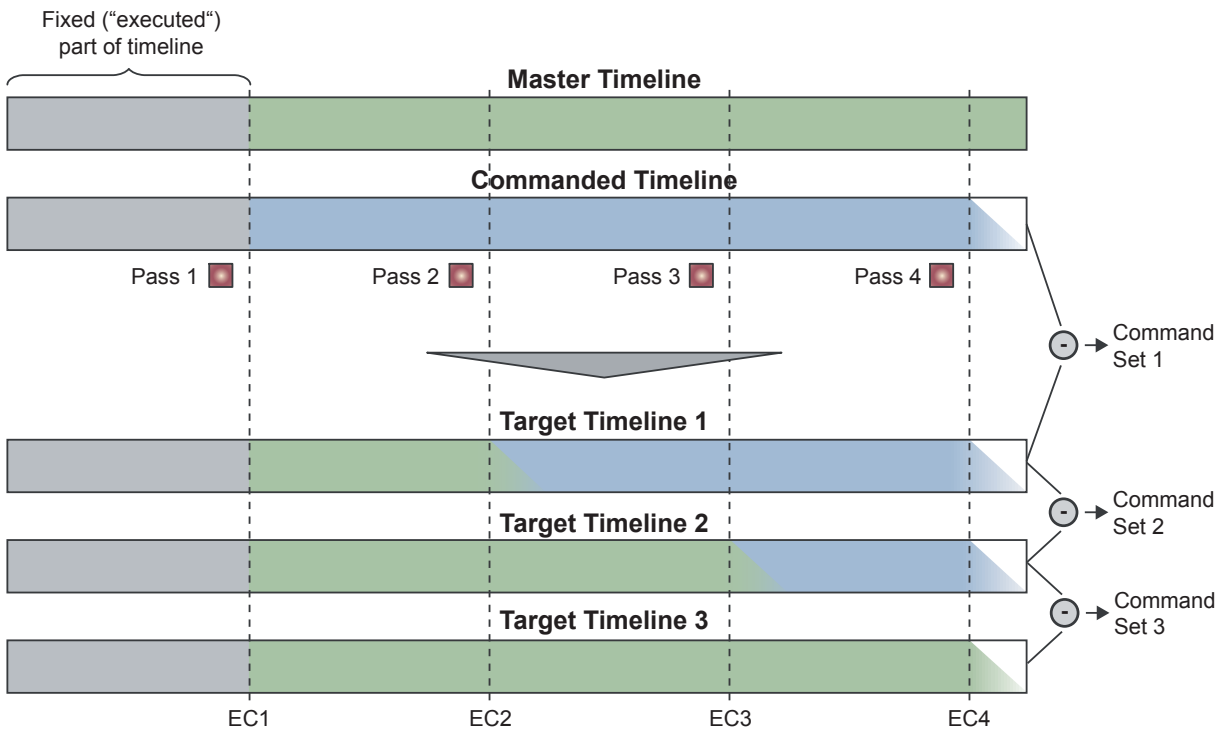 Fixed (“executed“)
part of timeline
Master Timeline
Commanded Timeline
Pass 1
Pass 2
Pass 3
Pass 4
-
Command
Set 1
Target Timeline 1
-
Command
Set 2
Target Timeline 2
-
Command
Set 3
Target Timeline 3
EC1
EC2
EC3
EC4